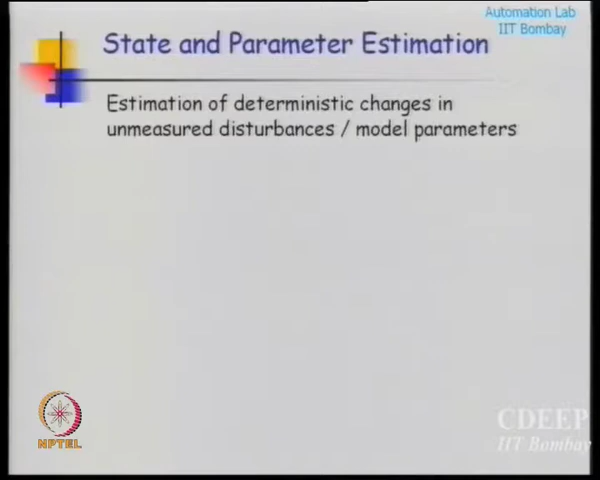 Automation Lab
IIT Bombay
State and Parameter Estimation
Estimation of deterministic changes in
unmeasured disturbances / model parameters
NPTEL
CDEEP
IIT Bombay